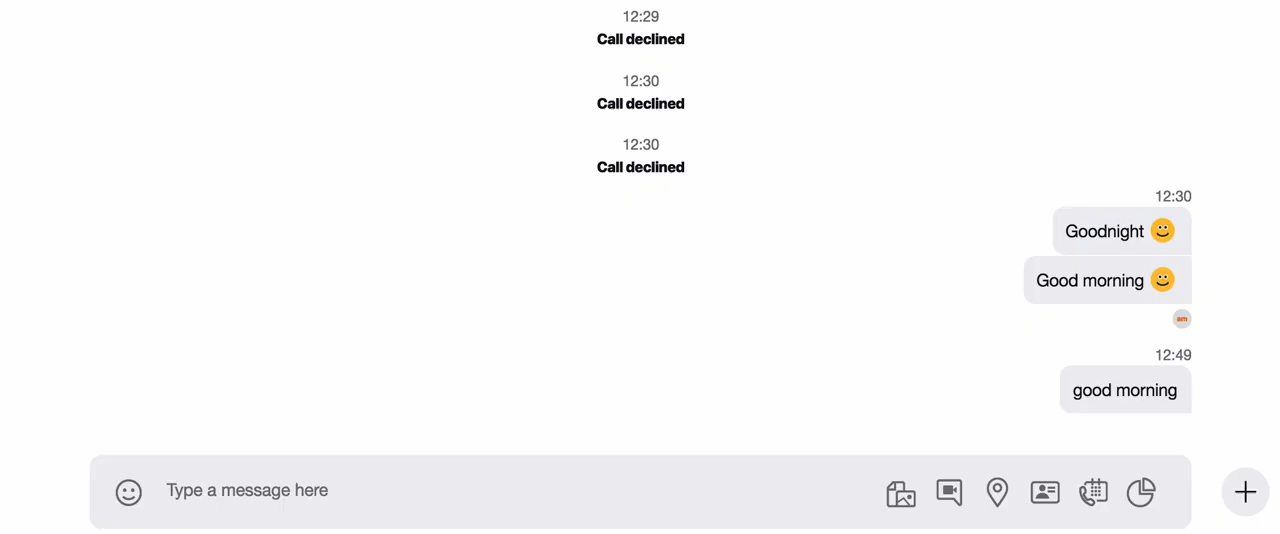 12:29
Call declined
12:30
Call declined
12:30
Call declined
12:30
Goodnight
Good morning
am
12:49
good morning
Type a message here